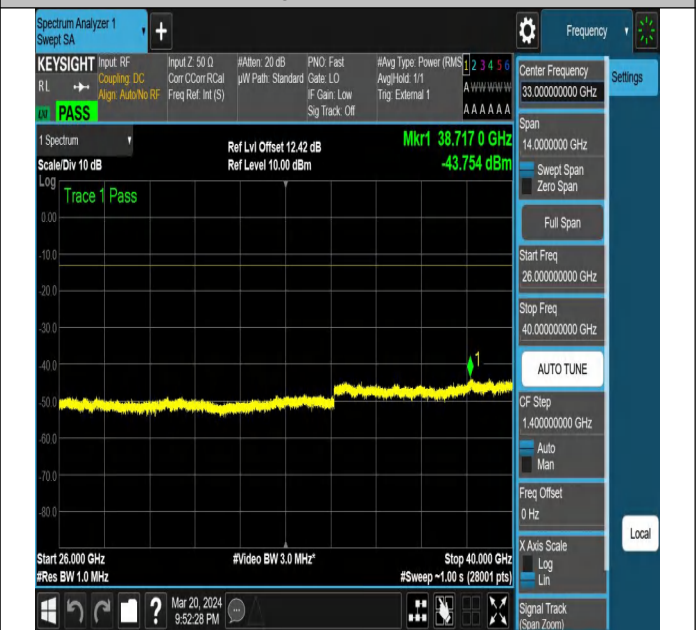 Spectrum Analyzer 1
Swept SA
+
Frequency
KEYSIGHT
RL
PASS
Input: RF
Coupling: DC
Align: Auto/No RF
Input Z: 50 Ω
Corr CCorr RCal
Freq Ref: Int (S)
#Atten: 20 dB
µW Path: Standard
PNO: Fast
Gate: LO
IF Gain: Low
Sig Track: Off
#Avg Type: Power (RMS
Avg|Hold: 1/1
Trig: External 1
1 2 3 4 5 6
A W W W W W
A A A A A A
1 Spectrum
Scale/Div 10 dB
Log
Ref Lvl Offset 12.42 dB
Ref Level 10.00 dBm
Mkr1 38.717 0 GHz
-43.754 dBm
Trace 1 Pass
0.00
-10.0
-20.0
-30.0
-40.0
-50.0
-60.0
-70.0
-80.0
1
Start 26.000 GHz
#Res BW 1.0 MHz
#Video BW 3.0 MHz*
Stop 40.000 GHz
#Sweep ~1.00 s (28001 pts)
?
Mar 20, 2024
9:52:28 PM
Center Frequency
33.000000000 GHz
Settings
Span
14.0000000 GHz
Swept Span
Zero Span
Full Span
Start Freq
26.000000000 GHz
Stop Freq
40.000000000 GHz
AUTO TUNE
CF Step
1.400000000 GHz
Auto
Man
Freq Offset
0 Hz
Local
X Axis Scale
Log
Lin
Signal Track
(Span Zoom)